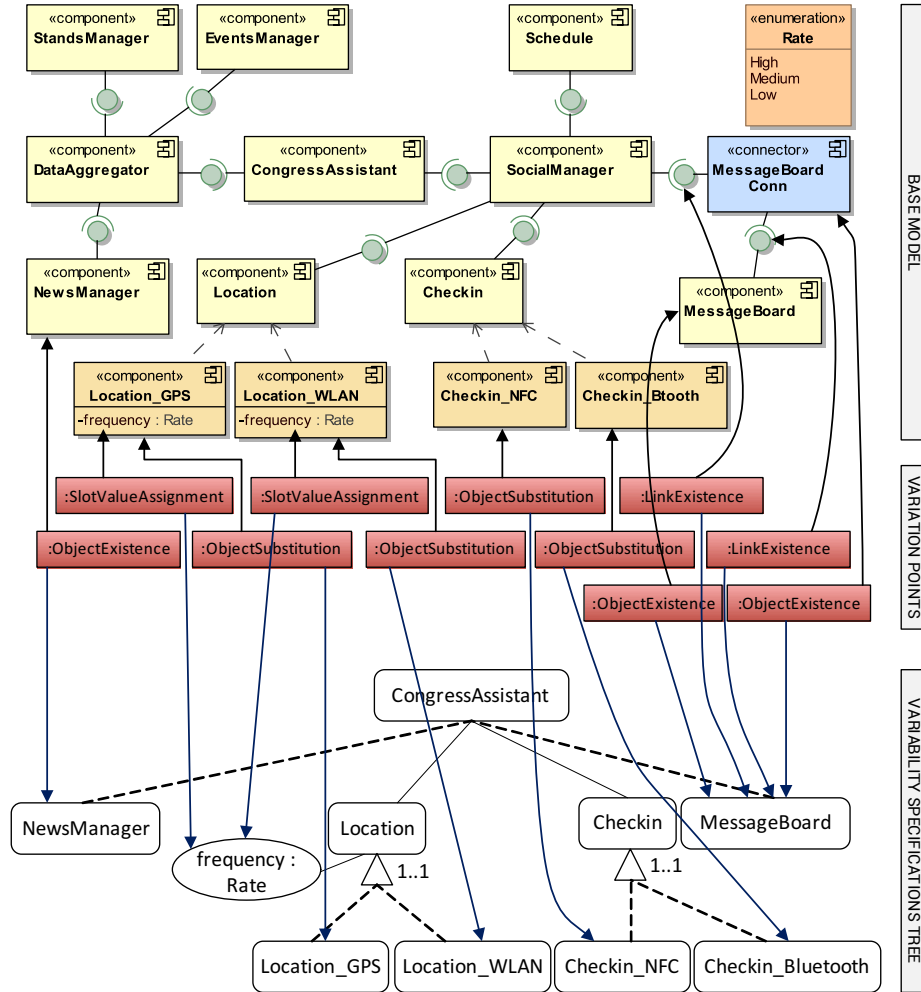 «component»
StandsManager
«component»
EventsManager
«component»
Schedule
«enumeration»
Rate
High
Medium
Low
«component»
DataAggregator
«component»
CongressAssistant
«component»
SocialManager
«connector»
MessageBoard
Conn
«component»
NewsManager
«component»
Location
«component»
Checkin
«component»
MessageBoard
«component»
Location_GPS
-frequency : Rate
«component»
Location_WLAN
-frequency : Rate
«component»
Checkin_NFC
«component»
Checkin_Btooth
BASE MODEL
:SlotValueAssignment
:SlotValueAssignment
:ObjectSubstitution
:LinkExistence
:ObjectExistence
:ObjectSubstitution
:ObjectSubstitution
:ObjectSubstitution
:LinkExistence
:ObjectExistence
:ObjectExistence
VARIATION POINTS
CongressAssistant
NewsManager
Location
Checkin
MessageBoard
frequency :
Rate
1..1
1..1
Location_GPS
Location_WLAN
Checkin_NFC
Checkin_Bluetooth
VARIABILITY SPECIFICATIONS TREE